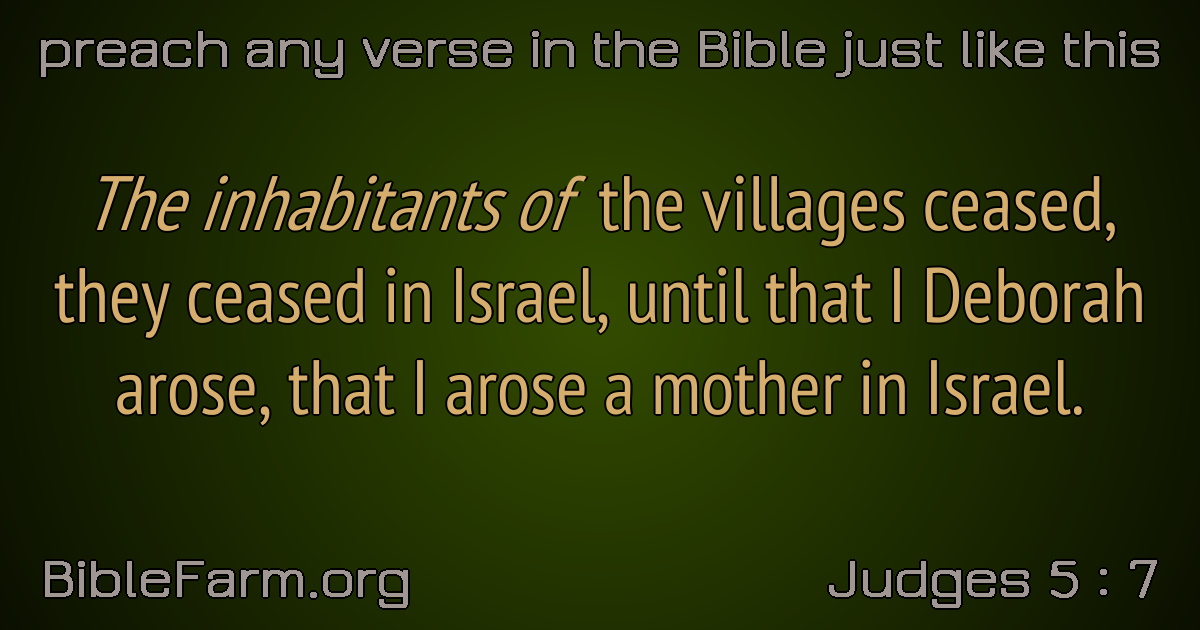 preach any verse in the Bible just like this
The inhabitants of the villages ceased,
they ceased in Israel, until that I Deborah
arose, that I arose a mother in Israel.
BibleFarm.org
Judges 5 : 7